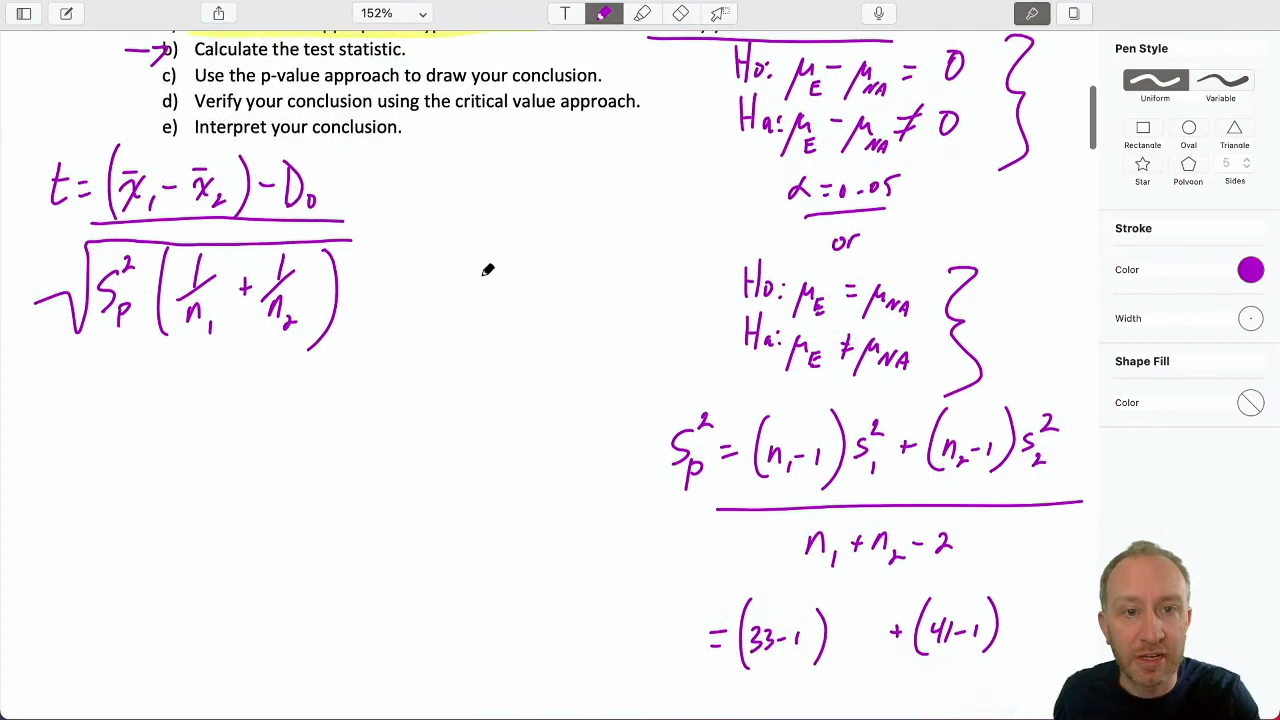 152%
T
b) Calculate the test statistic.
c) Use the p-value approach to draw your conclusion.
d) Verify your conclusion using the critical value approach.
e) Interpret your conclusion.
t = (x̄₁ - x̄₂) - D₀
√ Sp² (1/n₁ + 1/n₂)
Ho: μE - μNA = 0
Ha: μE - μNA ≠ 0
α = 0.05
or
Ho: μE = μNA
Ha: μE ≠ μNA
Sp² = (n₁-1) s₁² + (n₂-1) s₂²
n₁ + n₂ - 2
= (33-1) + (41-1)
Pen Style
Uniform Variable
Rectangle Oval Triangle
5
Star Polygon Sides
Stroke
Color
Width
Shape Fill
Color